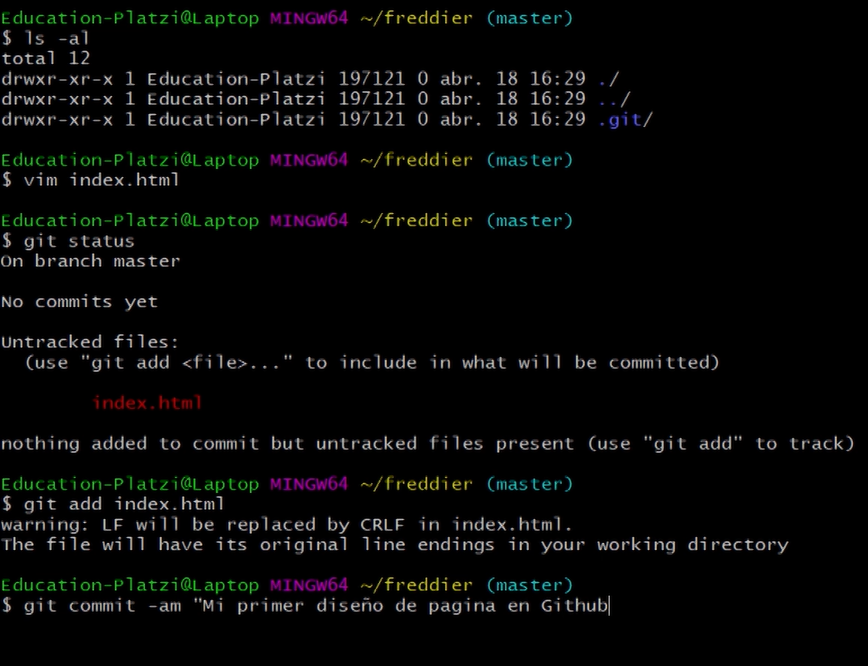 Education-Platzi@Laptop MINGW64 ~/freddier (master)
$ ls -al
total 12
drwxr-xr-x 1 Education-Platzi 197121 0 abr. 18 16:29 ./
drwxr-xr-x 1 Education-Platzi 197121 0 abr. 18 16:29 ../
drwxr-xr-x 1 Education-Platzi 197121 0 abr. 18 16:29 .git/
Education-Platzi@Laptop MINGW64 ~/freddier (master)
$ vim index.html
Education-Platzi@Laptop MINGW64 ~/freddier (master)
$ git status
On branch master
No commits yet
Untracked files:
(use "git add <file>..." to include in what will be committed)
index.html
nothing added to commit but untracked files present (use "git add" to track)
Education-Platzi@Laptop MINGW64 ~/freddier (master)
$ git add index.html
warning: LF will be replaced by CRLF in index.html.
The file will have its original line endings in your working directory
Education-Platzi@Laptop MINGW64 ~/freddier (master)
$ git commit -am "Mi primer diseño de pagina en Github